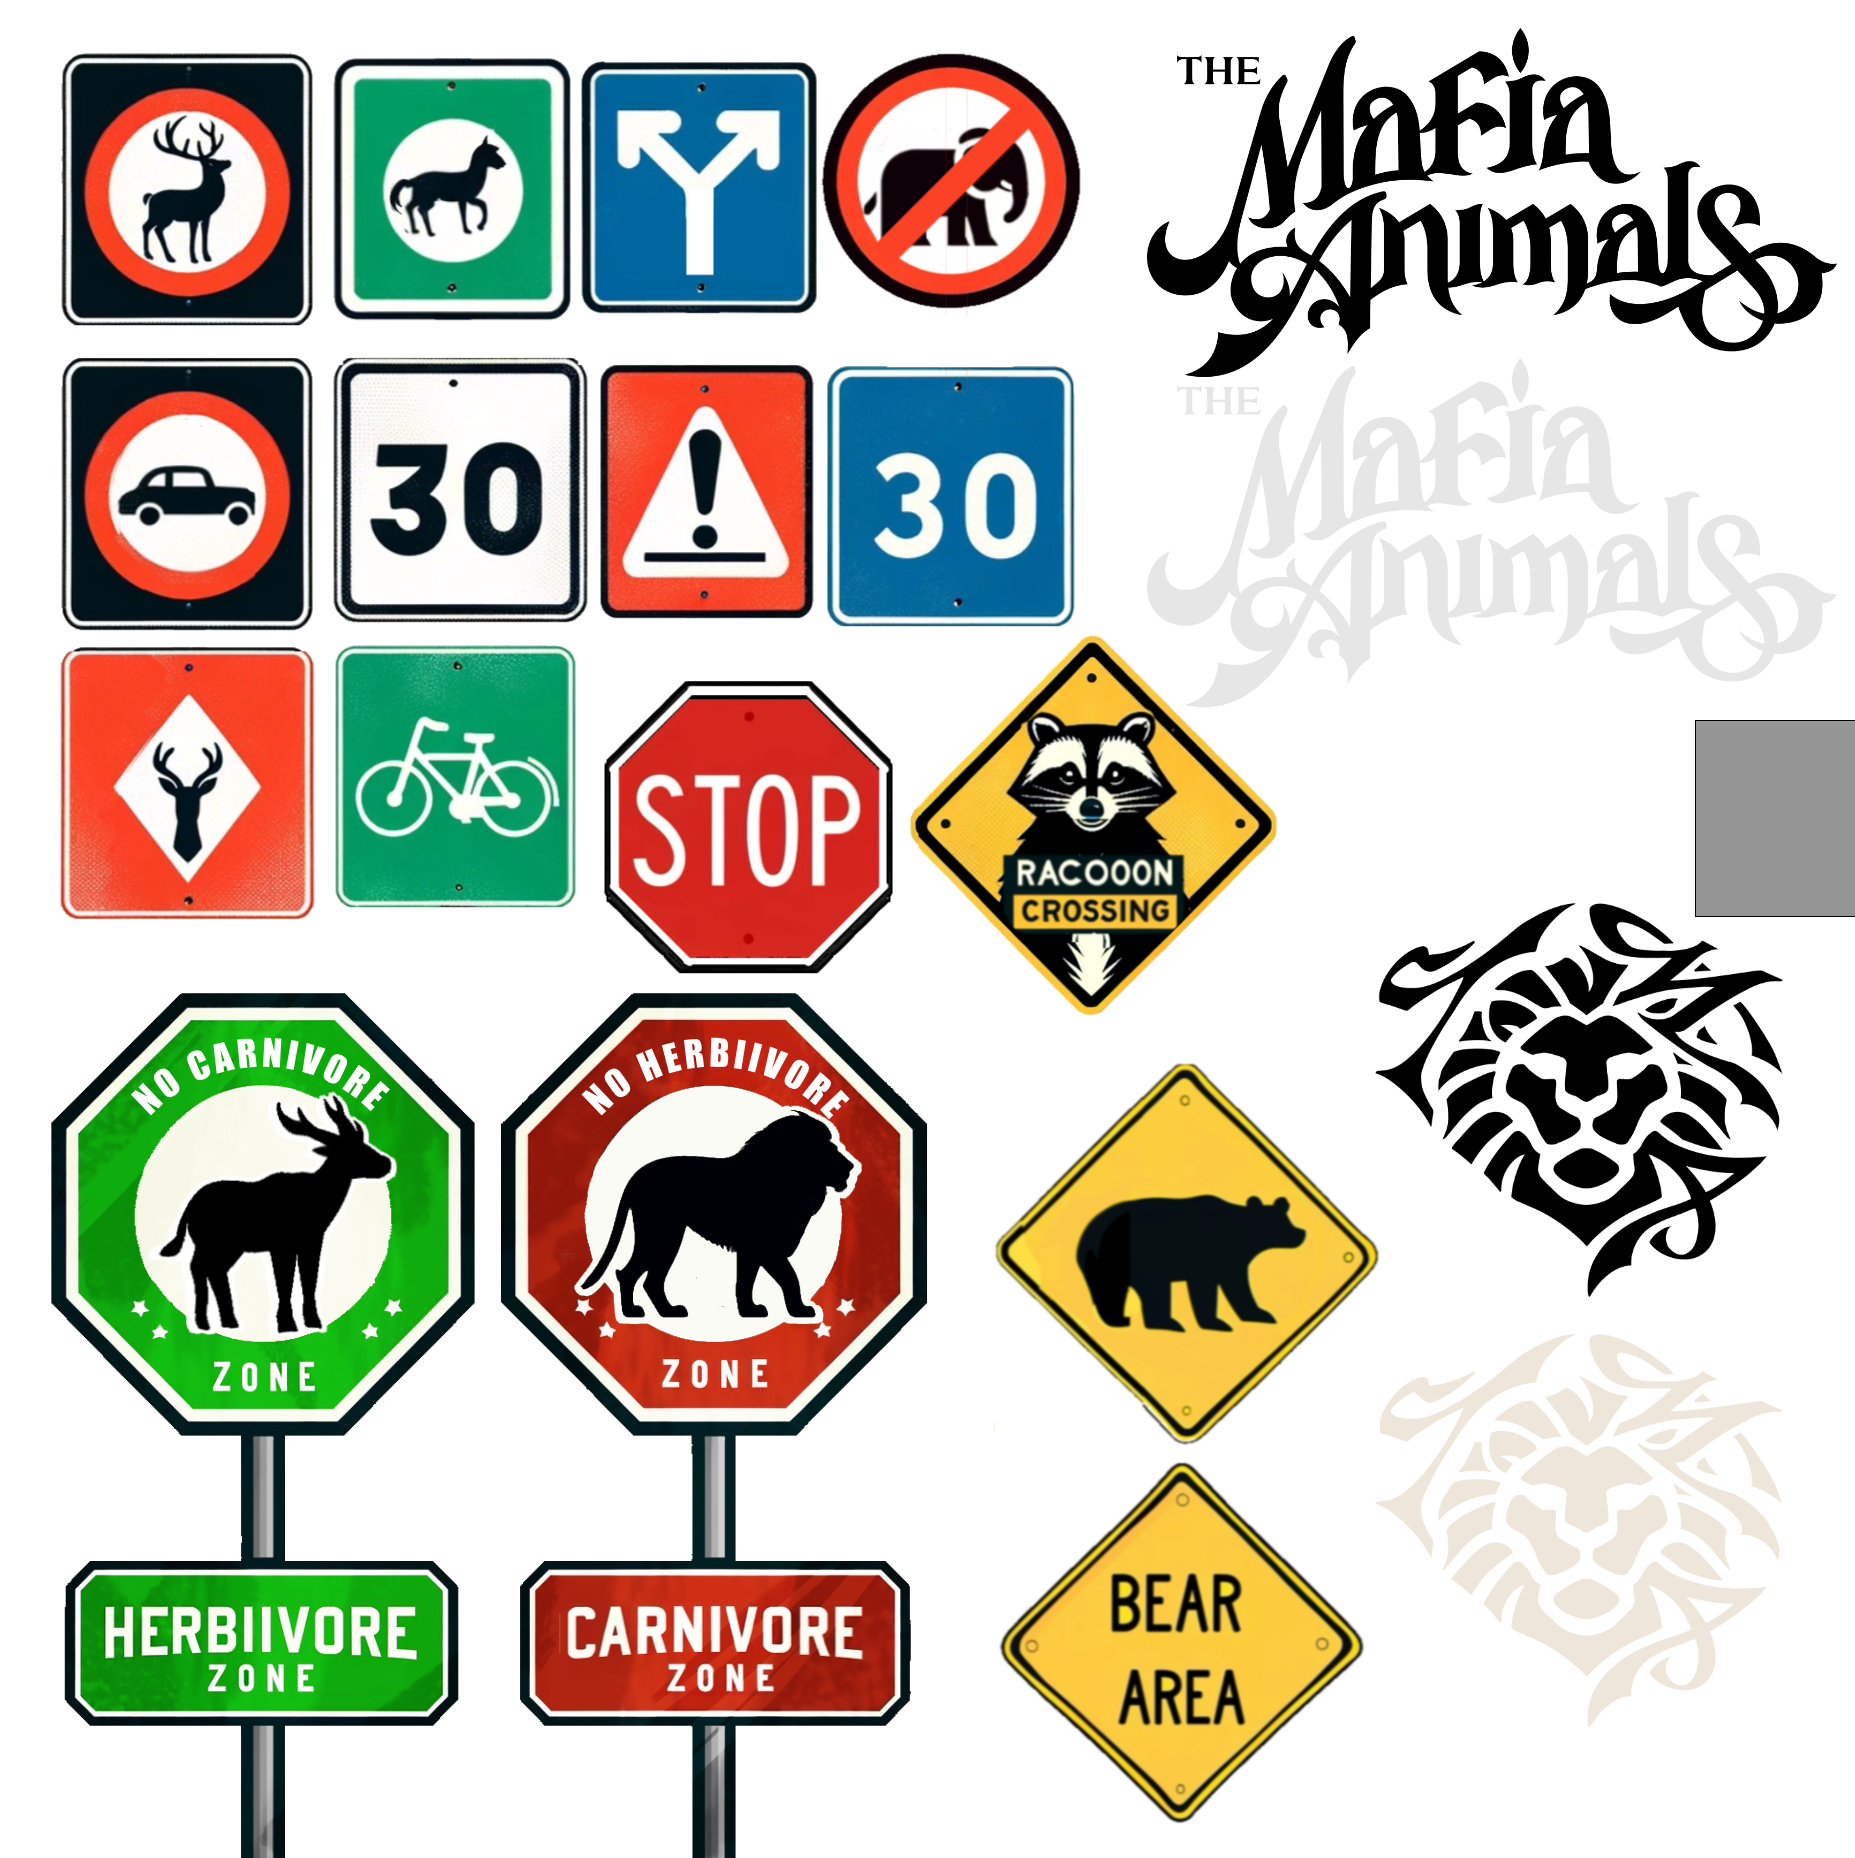 THE
Mafia
Animals
THE
Mafia
Animals
30
30
STOP
RACOOON
CROSSING
NO CARNIVORE
ZONE
NO HERBIIVORE
ZONE
HERBIIVORE
ZONE
CARNIVORE
ZONE
BEAR
AREA